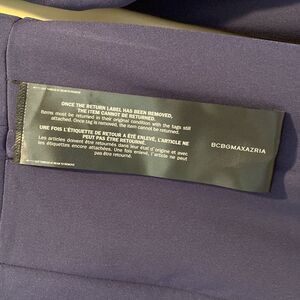 ONCE THE RETURN LABEL HAS BEEN REMOVED,
THE ITEM CANNOT BE RETURNED.
Items must be returned in their original condition with the tags still
attached. Once tag is removed, the item cannot be returned.
UNE FOIS L'ÉTIQUETTE DE RETOUR A ÉTÉ ENLEVÉ, L'ARTICLE NE
PEUT PAS ÊTRE RETOURNÉ.
Les articles doivent être retournés dans leur état d'origine et avec
les étiquettes encore attachées. Une fois enlevé, l'article ne peut
pas être retourné.
BCBGMAXAZRIA